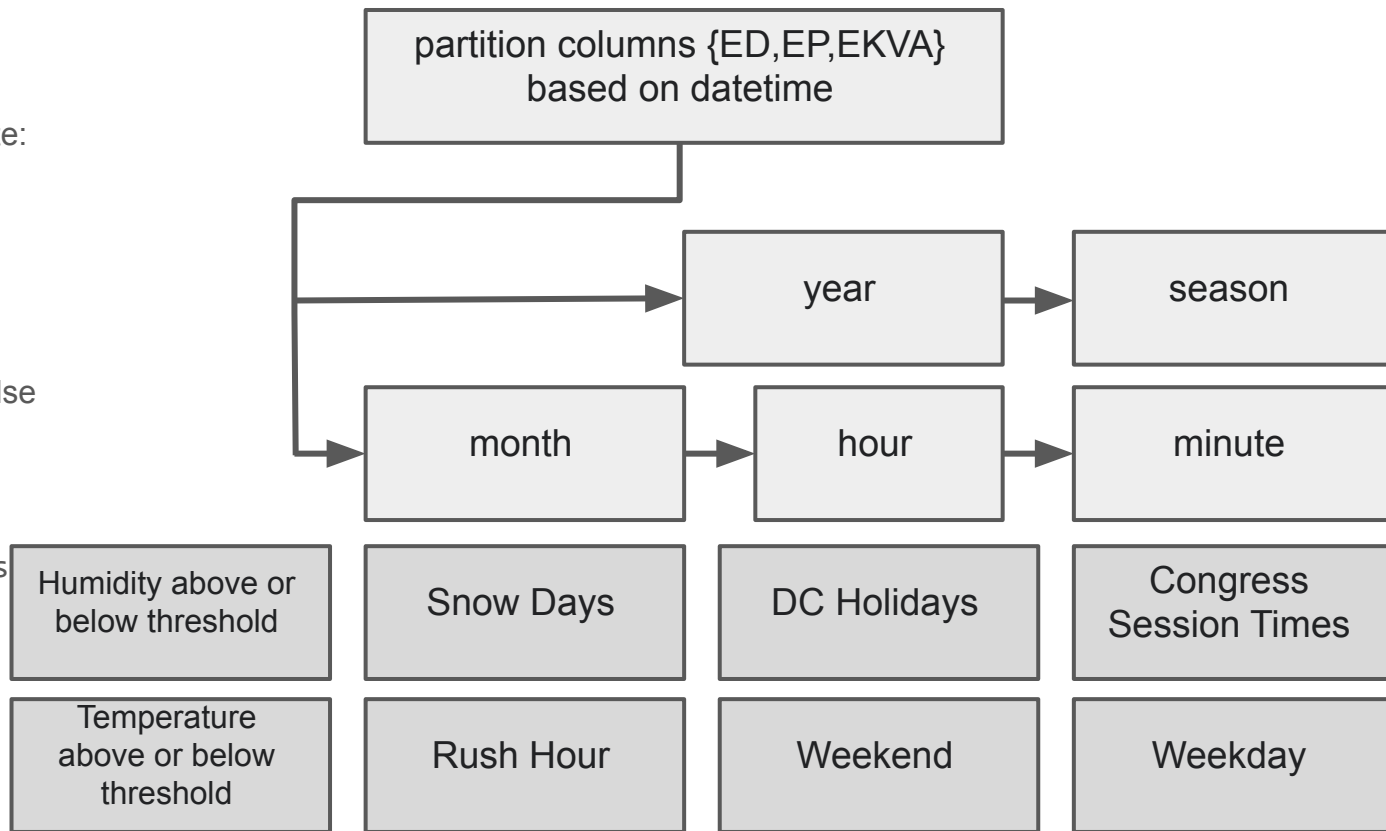 partition columns {ED,EP,EKVA}
based on datetime
te:
year
season
lse
month
hour
minute
s
Humidity above or
below threshold
Snow Days
DC Holidays
Congress
Session Times
Temperature
above or below
threshold
Rush Hour
Weekend
Weekday